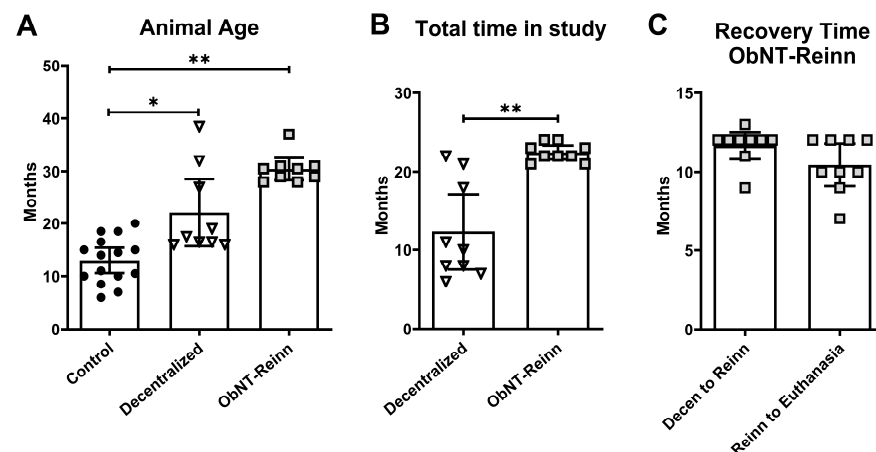 A
Animal Age
**
*
50
40
30
20
10
0
Months
Control
Decentralized
ObNT-Reinn
B
Total time in study
**
30
20
10
0
Months
Decentralized
ObNT-Reinn
C
Recovery Time
ObNT-Reinn
15
10
5
0
Months
Decen to Reinn
Reinn to Euthanasia